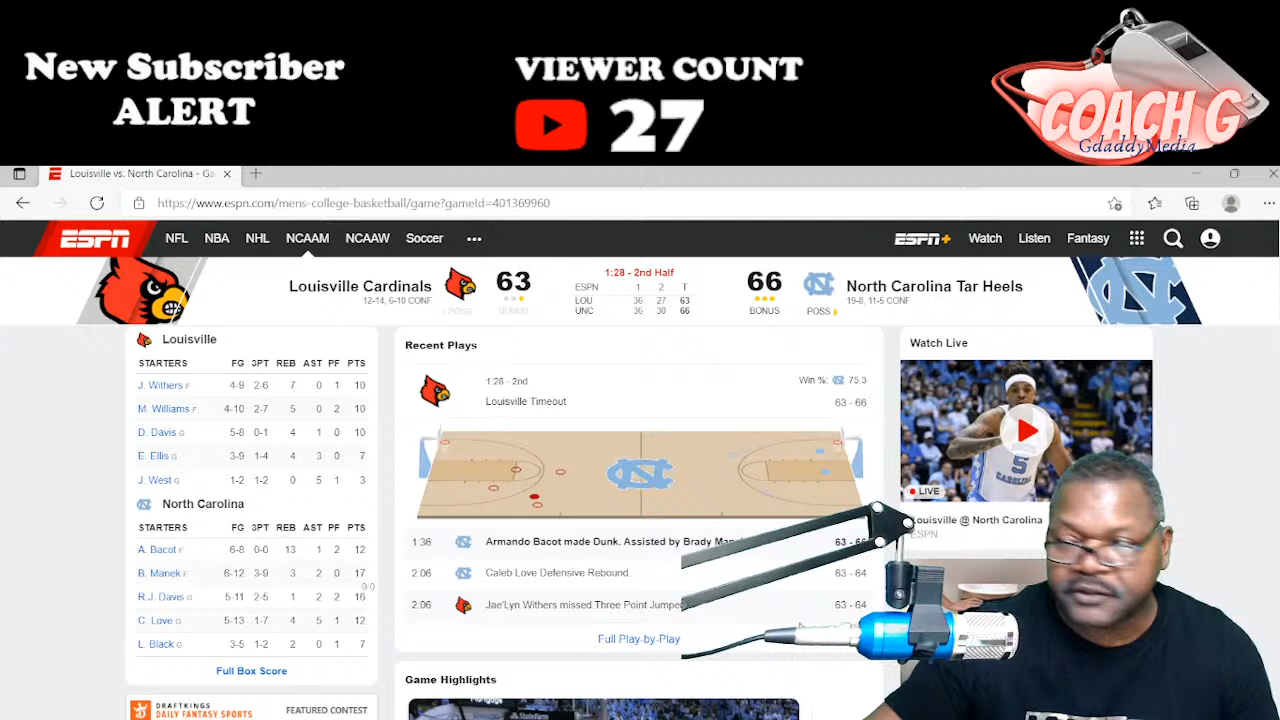 New Subscriber
ALERT
VIEWER COUNT
27
COACH G
GdaddyMedia
Louisville vs. North Carolina - Ga
https://www.espn.com/mens-college-basketball/game?gameId=401369960
ESPN NFL NBA NHL NCAAM NCAAW Soccer ... ESPN+ Watch Listen Fantasy
Louisville Cardinals 63 1:28 - 2nd Half 66 North Carolina Tar Heels
12-14, 6-10 CONF POSS BONUS BONUS POSS 19-8, 11-5 CONF
ESPN 1 2 T
LOU 36 27 63
UNC 36 30 66
Louisville
STARTERS FG 3PT REB AST PF PTS
J. Withers F 4-9 2-6 7 0 1 10
M. Williams F 4-10 2-7 5 0 2 10
D. Davis G 5-8 0-1 4 1 0 10
E. Ellis G 3-9 1-4 4 3 0 7
J. West G 1-2 1-2 0 5 1 3
North Carolina
STARTERS FG 3PT REB AST PF PTS
A. Bacot F 6-8 0-0 13 1 2 12
B. Manek F 6-12 3-9 3 2 0 17
R.J. Davis G 5-11 2-5 1 2 2 16
C. Love G 5-13 1-7 4 5 1 12
L. Black G 3-5 1-2 2 0 1 7
Full Box Score
DRAFTKINGS
DAILY FANTASY SPORTS
FEATURED CONTEST
Recent Plays
1:28 - 2nd Win % 75.3
Louisville Timeout 63 - 66
1:36 Armando Bacot made Dunk. Assisted by Brady 63 - 66
2:06 Caleb Love Defensive Rebound. 63 - 64
2:06 Jae'Lyn Withers missed Three Point Jumper 63 - 64
Full Play-by-Play
Game Highlights
Watch Live
5
CAROLINA
LIVE
Louisville @ North Carolina
ESPN